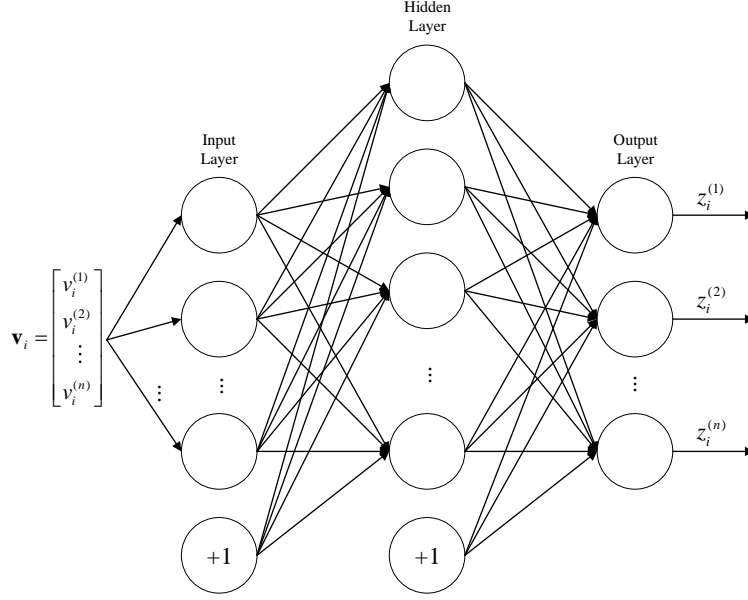 Hidden
Layer
Input
Layer
Output
Layer
z_i^{(1)}
v_i^{(1)}
z_i^{(2)}
v_i = v_i^{(2)}
⋮
v_i^{(n)}
⋮
⋮
⋮
⋮
z_i^{(n)}
+1
+1